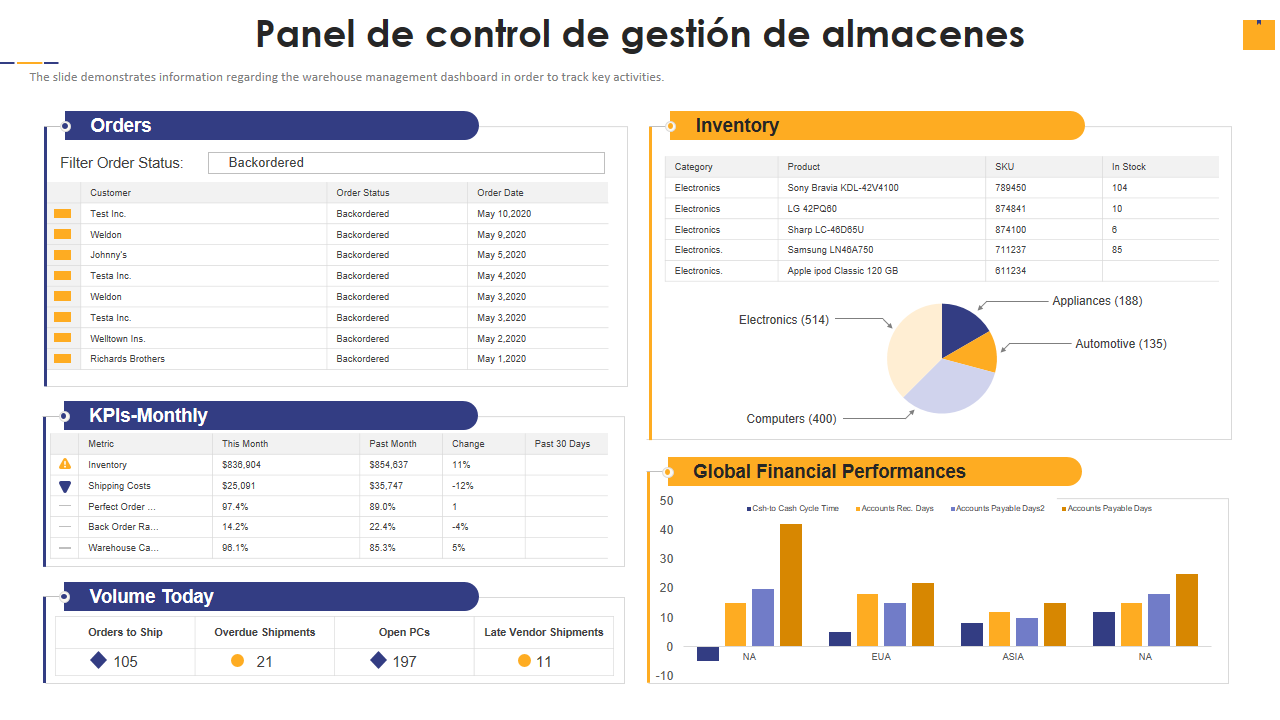 Panel de control de gestión de almacenes
The slide demonstrates information regarding the warehouse management dashboard in order to track key activities.
Orders
Filter Order Status: Backordered
Customer Order Status Order Date
Test Inc. Backordered May 10,2020
Weldon Backordered May 9,2020
Johnny's Backordered May 5,2020
Testa Inc. Backordered May 4,2020
Weldon Backordered May 3,2020
Testa Inc. Backordered May 3,2020
Welltown Ins. Backordered May 2,2020
Richards Brothers Backordered May 1,2020
KPIs-Monthly
Metric This Month Past Month Change Past 30 Days
Inventory $836,904 $854,637 11%
Shipping Costs $25,091 $35,747 -12%
Perfect Order ... 97.4% 89.0% 1
Back Order Ra... 14.2% 22.4% -4%
Warehouse Ca... 96.1% 85.3% 5%
Volume Today
Orders to Ship Overdue Shipments Open PCs Late Vendor Shipments
105 21 197 11
Inventory
Category Product SKU In Stock
Electronics Sony Bravia KDL-42V4100 789450 104
Electronics LG 42PQ60 874841 10
Electronics Sharp LC-46D65U 874100 6
Electronics. Samsung LN46A750 711237 85
Electronics. Apple ipod Classic 120 GB 611234
Appliances (188)
Electronics (514)
Automotive (135)
Computers (400)
Global Financial Performances
Csh-to Cash Cycle Time Accounts Rec. Days Accounts Payable Days2 Accounts Payable Days
50
40
30
20
10
0
-10
NA EUA ASIA NA